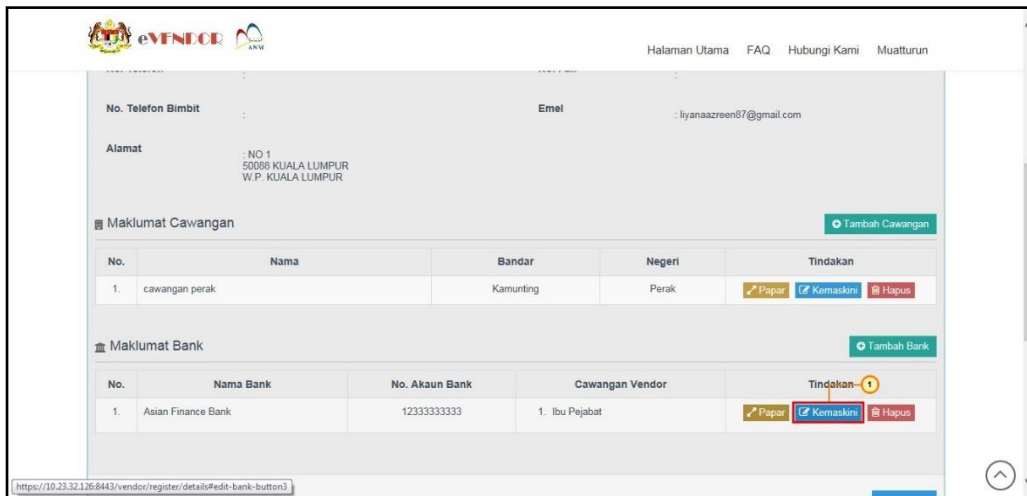 eVENDOR ANM
Halaman Utama FAQ Hubungi Kami Muatturun
No. Telefon Bimbit : Emel : liyanaazreen87@gmail.com
Alamat : NO 1
50088 KUALA LUMPUR
W.P. KUALA LUMPUR
Maklumat Cawangan Tambah Cawangan
No. Nama Bandar Negeri Tindakan
1. cawangan perak Kamunting Perak Papar Kemaskini Hapus
Maklumat Bank Tambah Bank
No. Nama Bank No. Akaun Bank Cawangan Vendor Tindakan 1
1. Asian Finance Bank 12333333333 1. Ibu Pejabat Papar Kemaskini Hapus
https://10.23.32.126:8443/vendor/register/details#edit-bank-button3